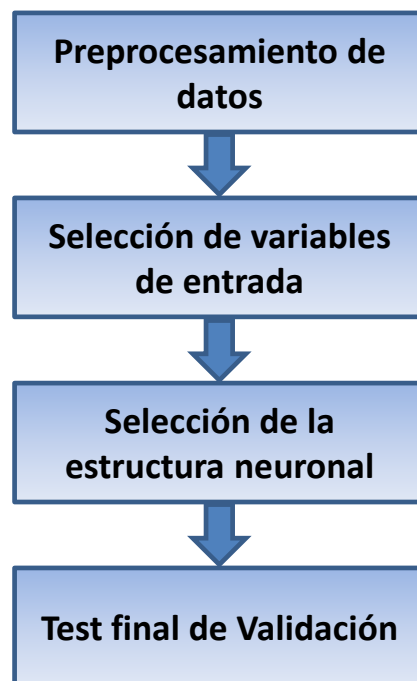 Preprocesamiento de
datos
Selección de variables
de entrada
Selección de la
estructura neuronal
Test final de Validación